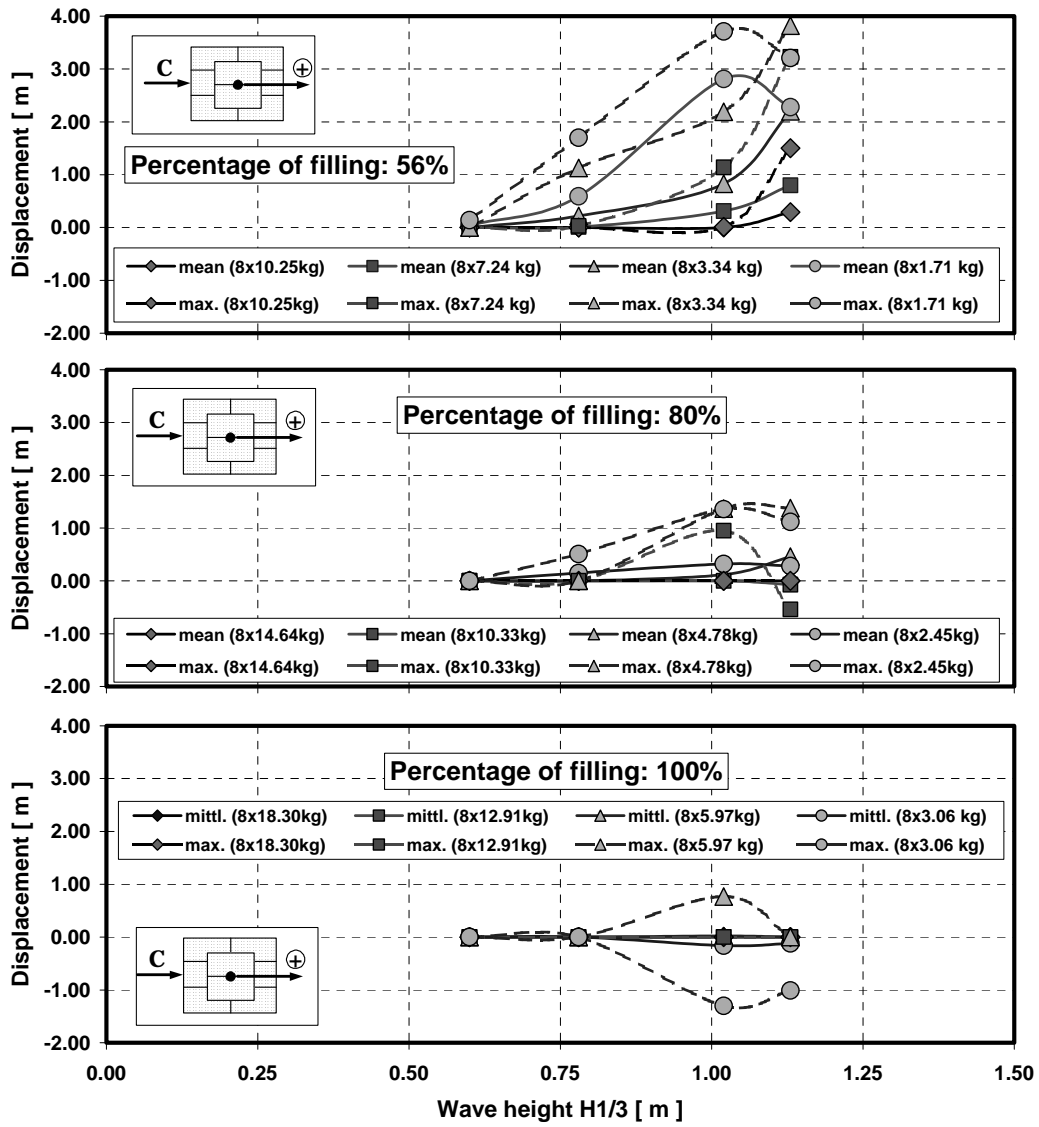 4.00
3.00
2.00
1.00
0.00
-1.00
-2.00
Displacement [ m ]
C +
Percentage of filling: 56%
mean (8x10.25kg) mean (8x7.24 kg) mean (8x3.34 kg) mean (8x1.71 kg)
max. (8x10.25kg) max. (8x7.24 kg) max. (8x3.34 kg) max. (8x1.71 kg)
4.00
3.00
2.00
1.00
0.00
-1.00
-2.00
Displacement [ m ]
C +
Percentage of filling: 80%
mean (8x14.64kg) mean (8x10.33kg) mean (8x4.78kg) mean (8x2.45kg)
max. (8x14.64kg) max. (8x10.33kg) max. (8x4.78kg) max. (8x2.45kg)
4.00
3.00
2.00
1.00
0.00
-1.00
-2.00
Displacement [ m ]
Percentage of filling: 100%
mittl. (8x18.30kg) mittl. (8x12.91kg) mittl. (8x5.97kg) mittl. (8x3.06 kg)
max. (8x18.30kg) max. (8x12.91kg) max. (8x5.97 kg) max. (8x3.06 kg)
C +
0.00 0.25 0.50 0.75 1.00 1.25 1.50
Wave height H1/3 [ m ]